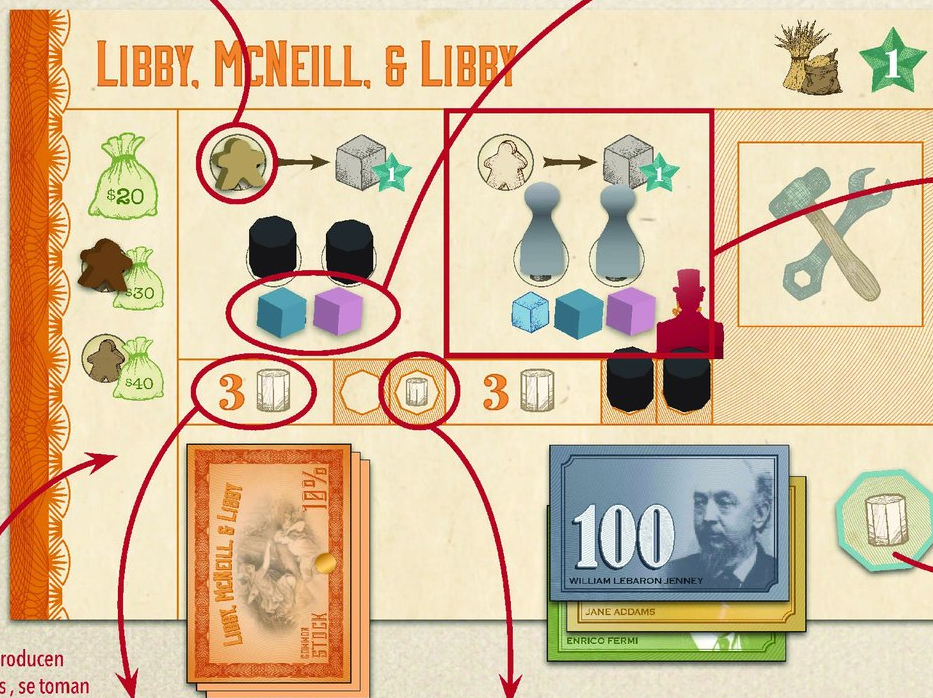 LIBBY, McNEILL, & LIBBY
1
$20
1
1
$30
$40
3
3
LIBBY, McNEILL & LIBBY
10%
COMMON
STOCK
100
WILLIAM LEBARON JENNEY
JANE ADDAMS
ENRICO FERMI
roducen
s , se toman